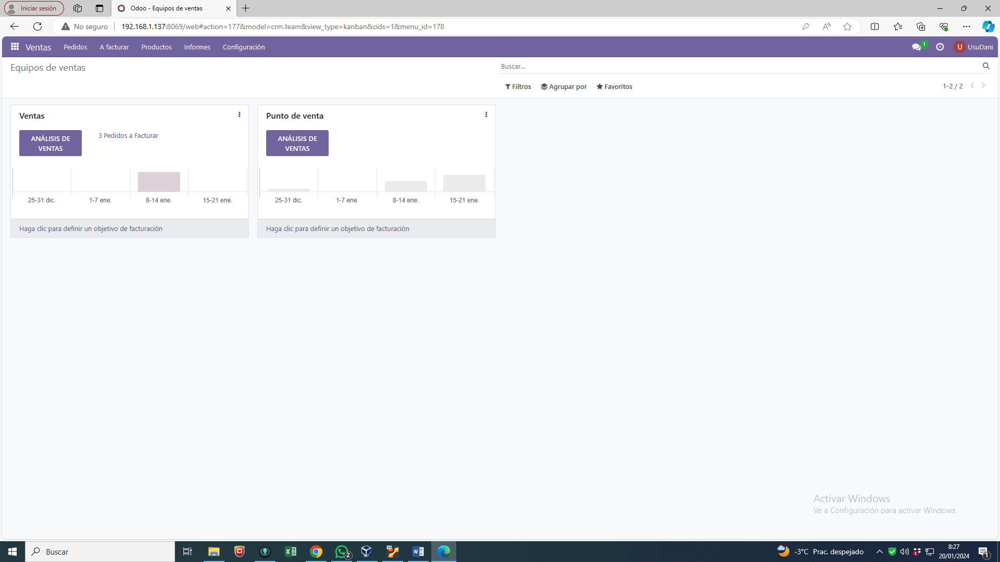 Iniciar sesión
Odoo - Equipos de ventas
No seguro
192.168.1.137:8069/web#action=177&model=crm.team&view_type=kanban&cids=1&menu_id=178
Ventas Pedidos A facturar Productos Informes Configuración
1
U UsuDani
Equipos de ventas
Buscar...
Filtros Agrupar por Favoritos
1-2 / 2
Ventas
ANÁLISIS DE
VENTAS
3 Pedidos a Facturar
25-31 dic. 1-7 ene. 8-14 ene. 15-21 ene.
Haga clic para definir un objetivo de facturación
Punto de venta
ANÁLISIS DE
VENTAS
25-31 dic. 1-7 ene. 8-14 ene. 15-21 ene.
Haga clic para definir un objetivo de facturación
Activar Windows
Ve a Configuración para activar Windows.
Buscar
2
-3°C Prac. despejado
8:27
20/01/2024
1